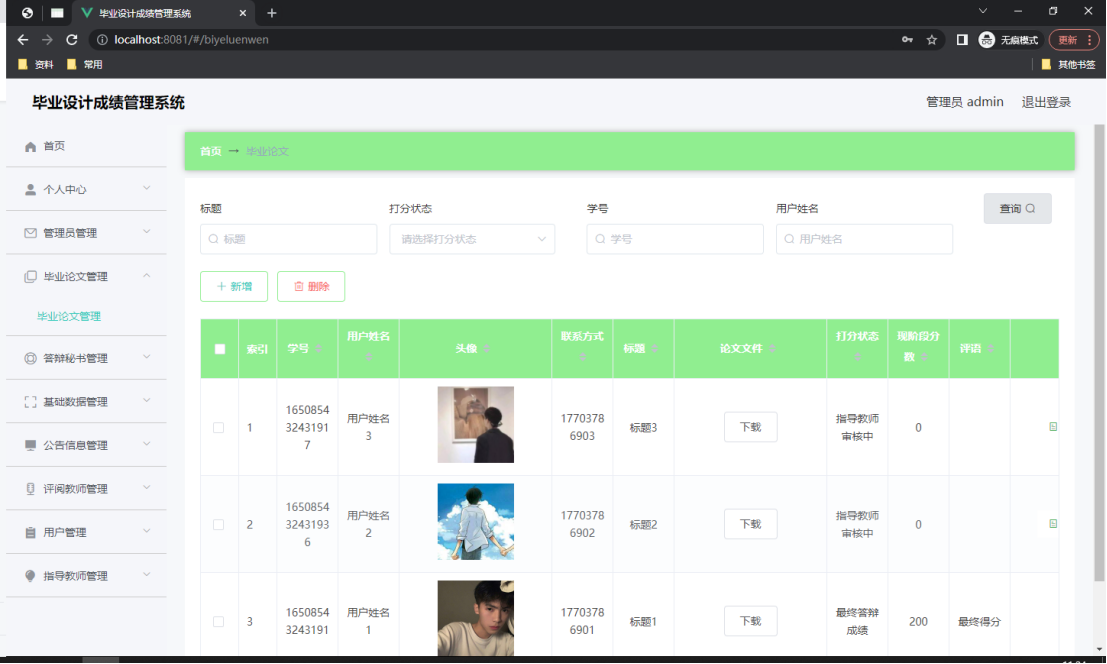 毕业设计成绩管理系统
localhost:8081/#/biyeluenwen
无痕模式
更新
资料
常用
其他书签
毕业设计成绩管理系统
管理员 admin
退出登录
首页
个人中心
管理员管理
毕业论文管理
毕业论文管理
答辩秘书管理
基础数据管理
公告信息管理
评阅教师管理
用户管理
指导教师管理
首页 → 毕业论文
标题
打分状态
学号
用户姓名
查询
标题
请选择打分状态
学号
用户姓名
新增
删除
索引
学号
用户姓名
头像
联系方式
标题
论文文件
打分状态
现阶段分
数
评语
1
1650854
3243191
7
用户姓名
3
1770378
6903
标题3
下载
指导教师
审核中
0
2
1650854
3243193
6
用户姓名
2
1770378
6902
标题2
下载
指导教师
审核中
0
3
1650854
3243191
用户姓名
1
1770378
6901
标题1
下载
最终答辩
成绩
200
最终得分